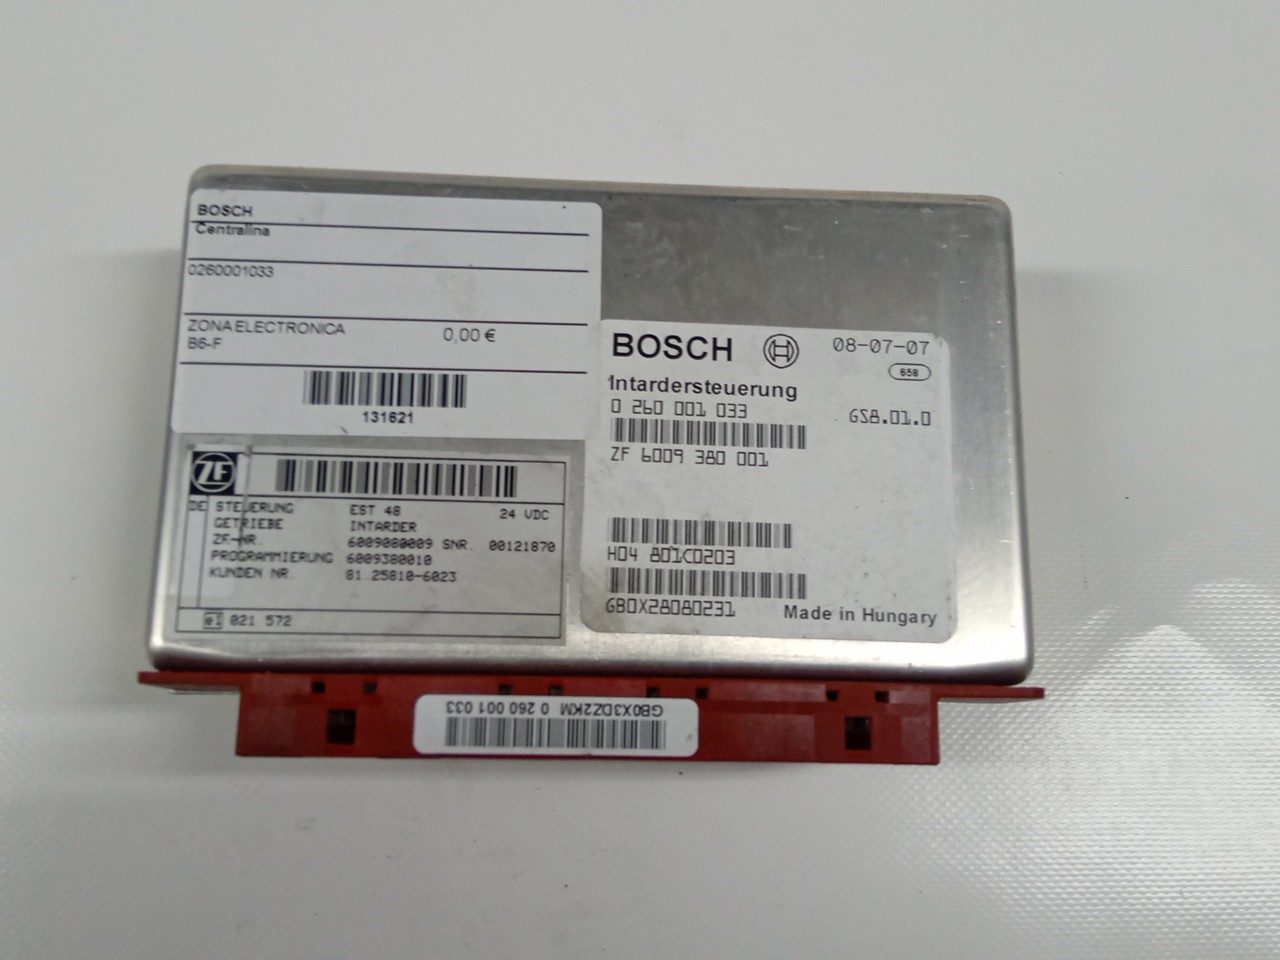 BOSCH
Centralina
0260001033
ZONAELECTRONICA 0,00 €
B6-F
131621
ZF
DE STEUERUNG EST 48 24 VDC
GETRIEBE INTARDER
ZF-NR. 6009080009 SNR. 00121870
PROGRAMMIERUNG 6009380010
KUNDEN NR. 81.25810-6023
e1 021 572
BOSCH 08-07-07
658
Intardersteuerung
0 260 001 033 GS8.01.0
ZF 6009 380 001
H04 801C0203
GB0X28080231 Made in Hungary
GB0X3DZ2KM 0 260 001 033